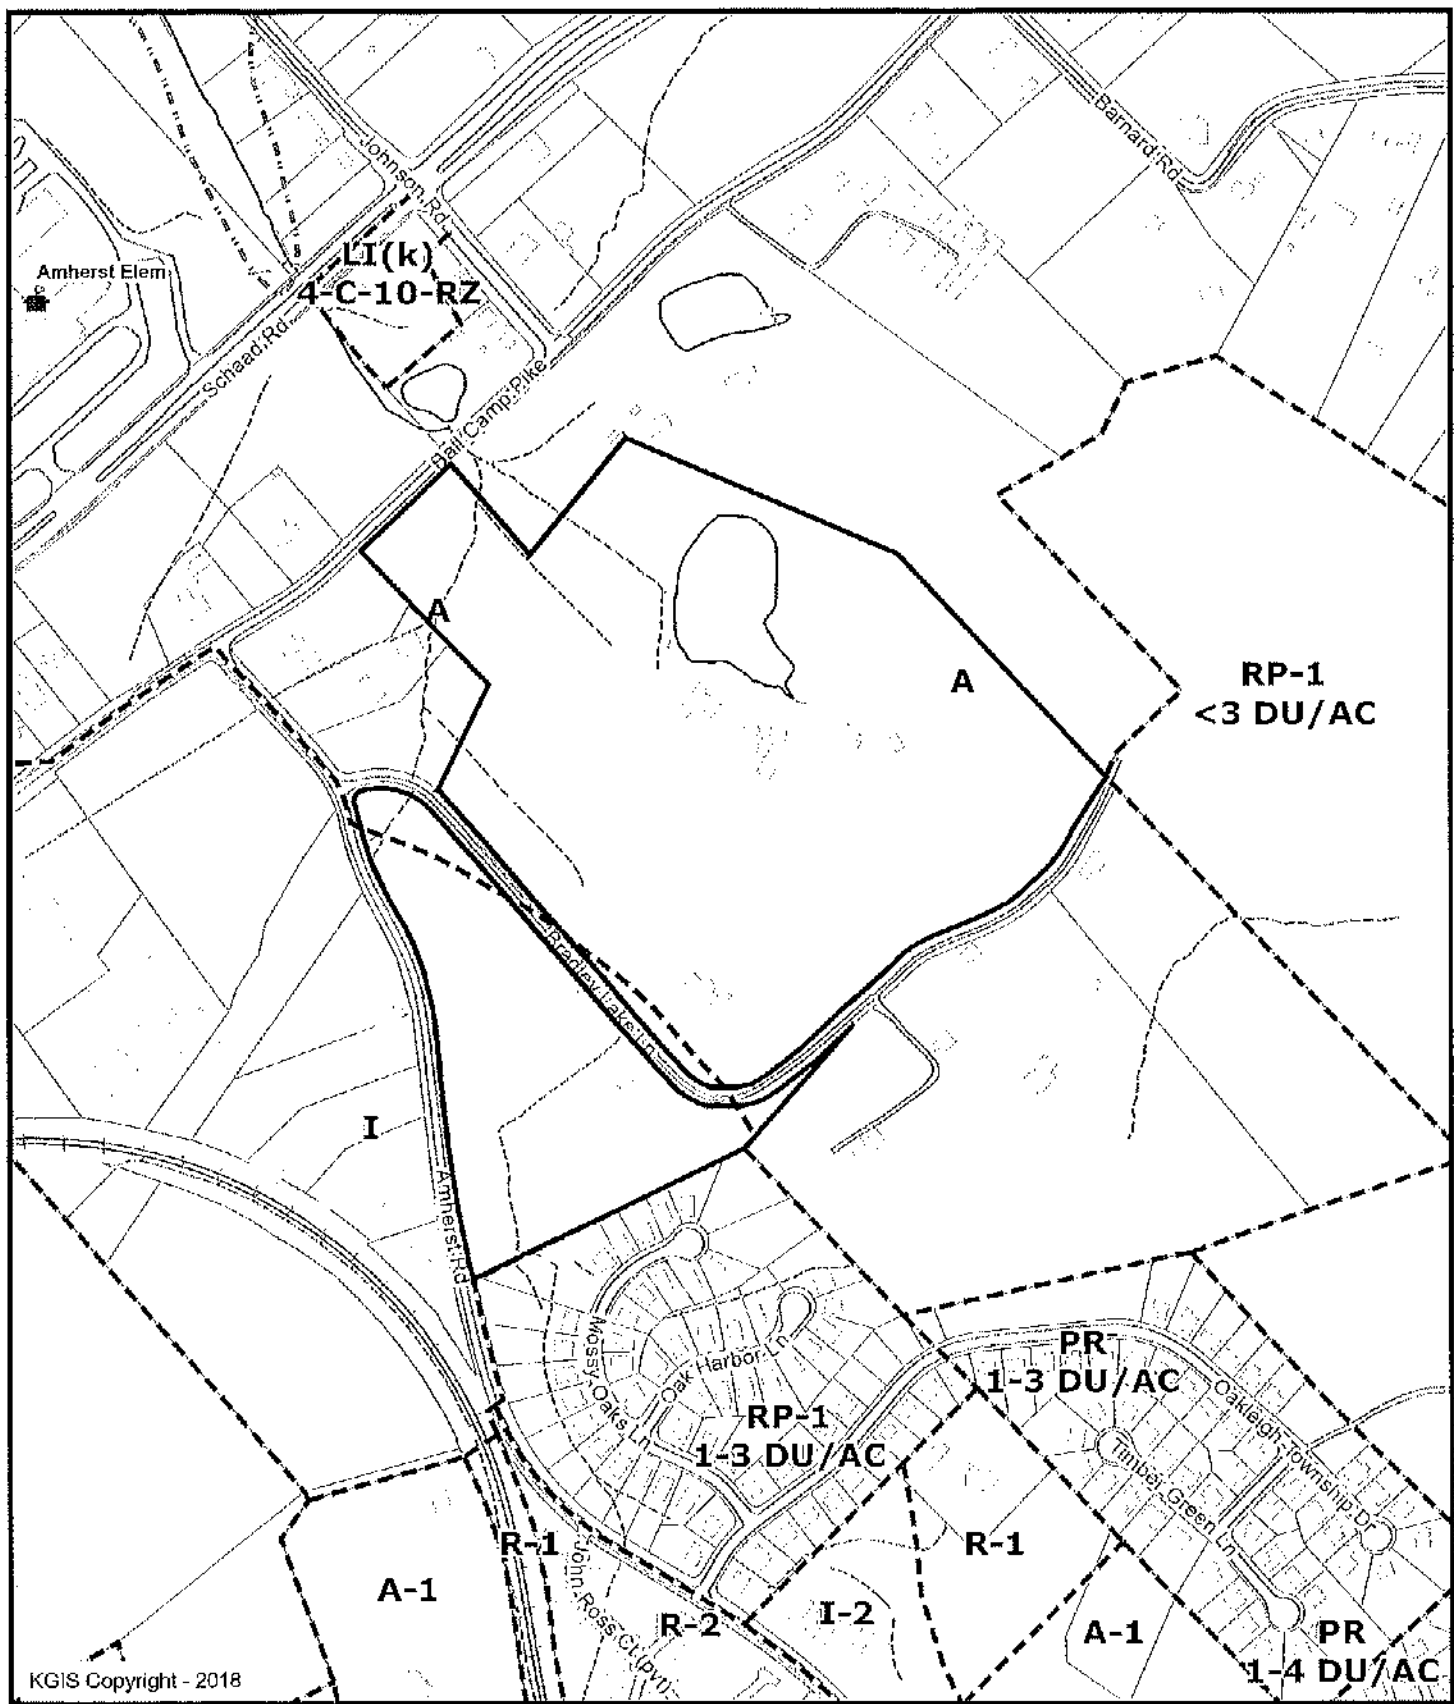 Barnard Rd
Johnson Rd
LI(k)
4-C-10-RZ
Amherst Elem
Schaad Rd
Ball Camp Pike
A
A
RP-1
<3 DU/AC
Bradley Lake Ln
I
Amherst Rd
Mossy Oaks Ln
Oak Harbor Ln
RP-1
1-3 DU/AC
PR
1-3 DU/AC
Oakleigh Township Dr
Timber Green Ln
R-1
R-1
A-1
John Ross Ct (pvt)
R-2
I-2
A-1
PR
1-4 DU/AC
KGIS Copyright - 2018